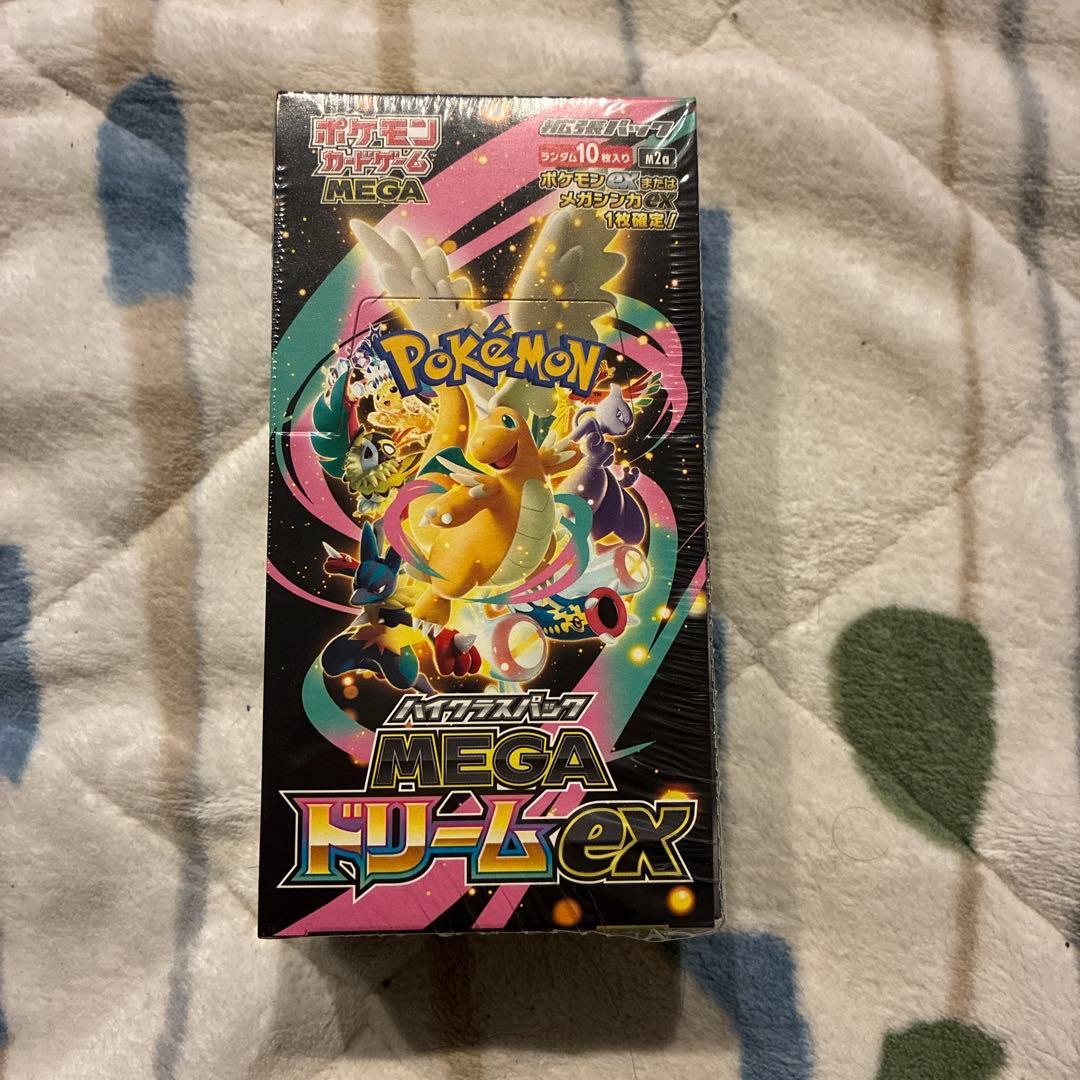 ポケモン
カードゲーム
MEGA
拡張パック
ランダム10枚入り M2a
ポケモンexまたは
メガシンカex
1枚確定!
POKéMON
TM
ハイクラスパック
MEGA
ドリームex